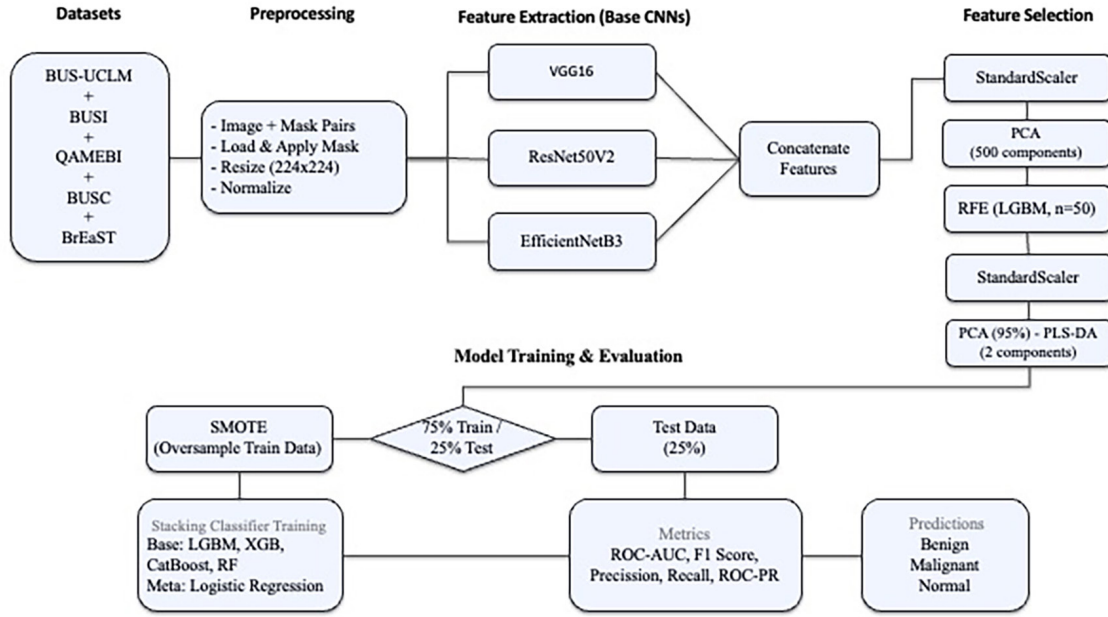 Datasets
Preprocessing
Feature Extraction (Base CNNs)
Feature Selection
BUS-UCLM
+
BUSI
+
QAMEBI
+
BUSC
+
BrEaST
- Image + Mask Pairs
- Load & Apply Mask
- Resize (224x224)
- Normalize
VGG16
ResNet50V2
EfficientNetB3
Concatenate
Features
StandardScaler
PCA
(500 components)
RFE (LGBM, n=50)
StandardScaler
PCA (95%) - PLS-DA
(2 components)
Model Training & Evaluation
SMOTE
(Oversample Train Data)
75% Train /
25% Test
Test Data
(25%)
Stacking Classifier Training
Base: LGBM, XGB,
CatBoost, RF
Meta: Logistic Regression
Metrics
ROC-AUC, F1 Score,
Precission, Recall, ROC-PR
Predictions
Benign
Malignant
Normal